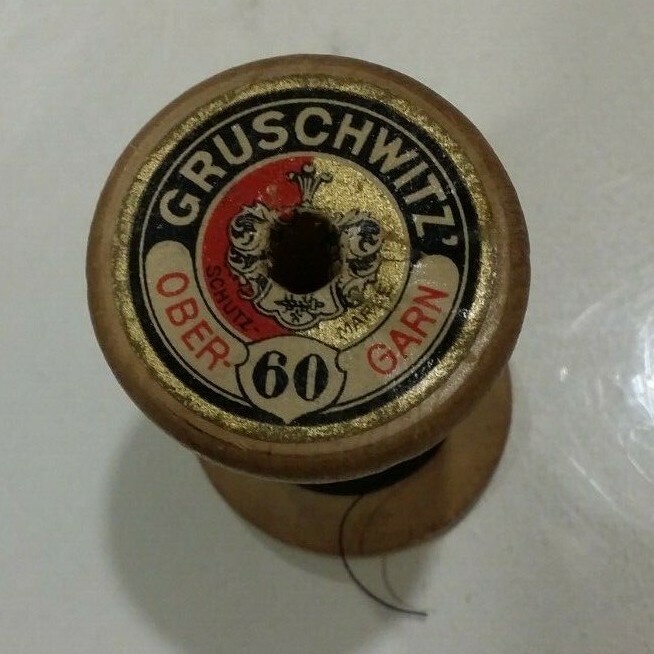 GRUSCHWITZ'
SCHUTZ-
MARKE
OBER-
60
GARN